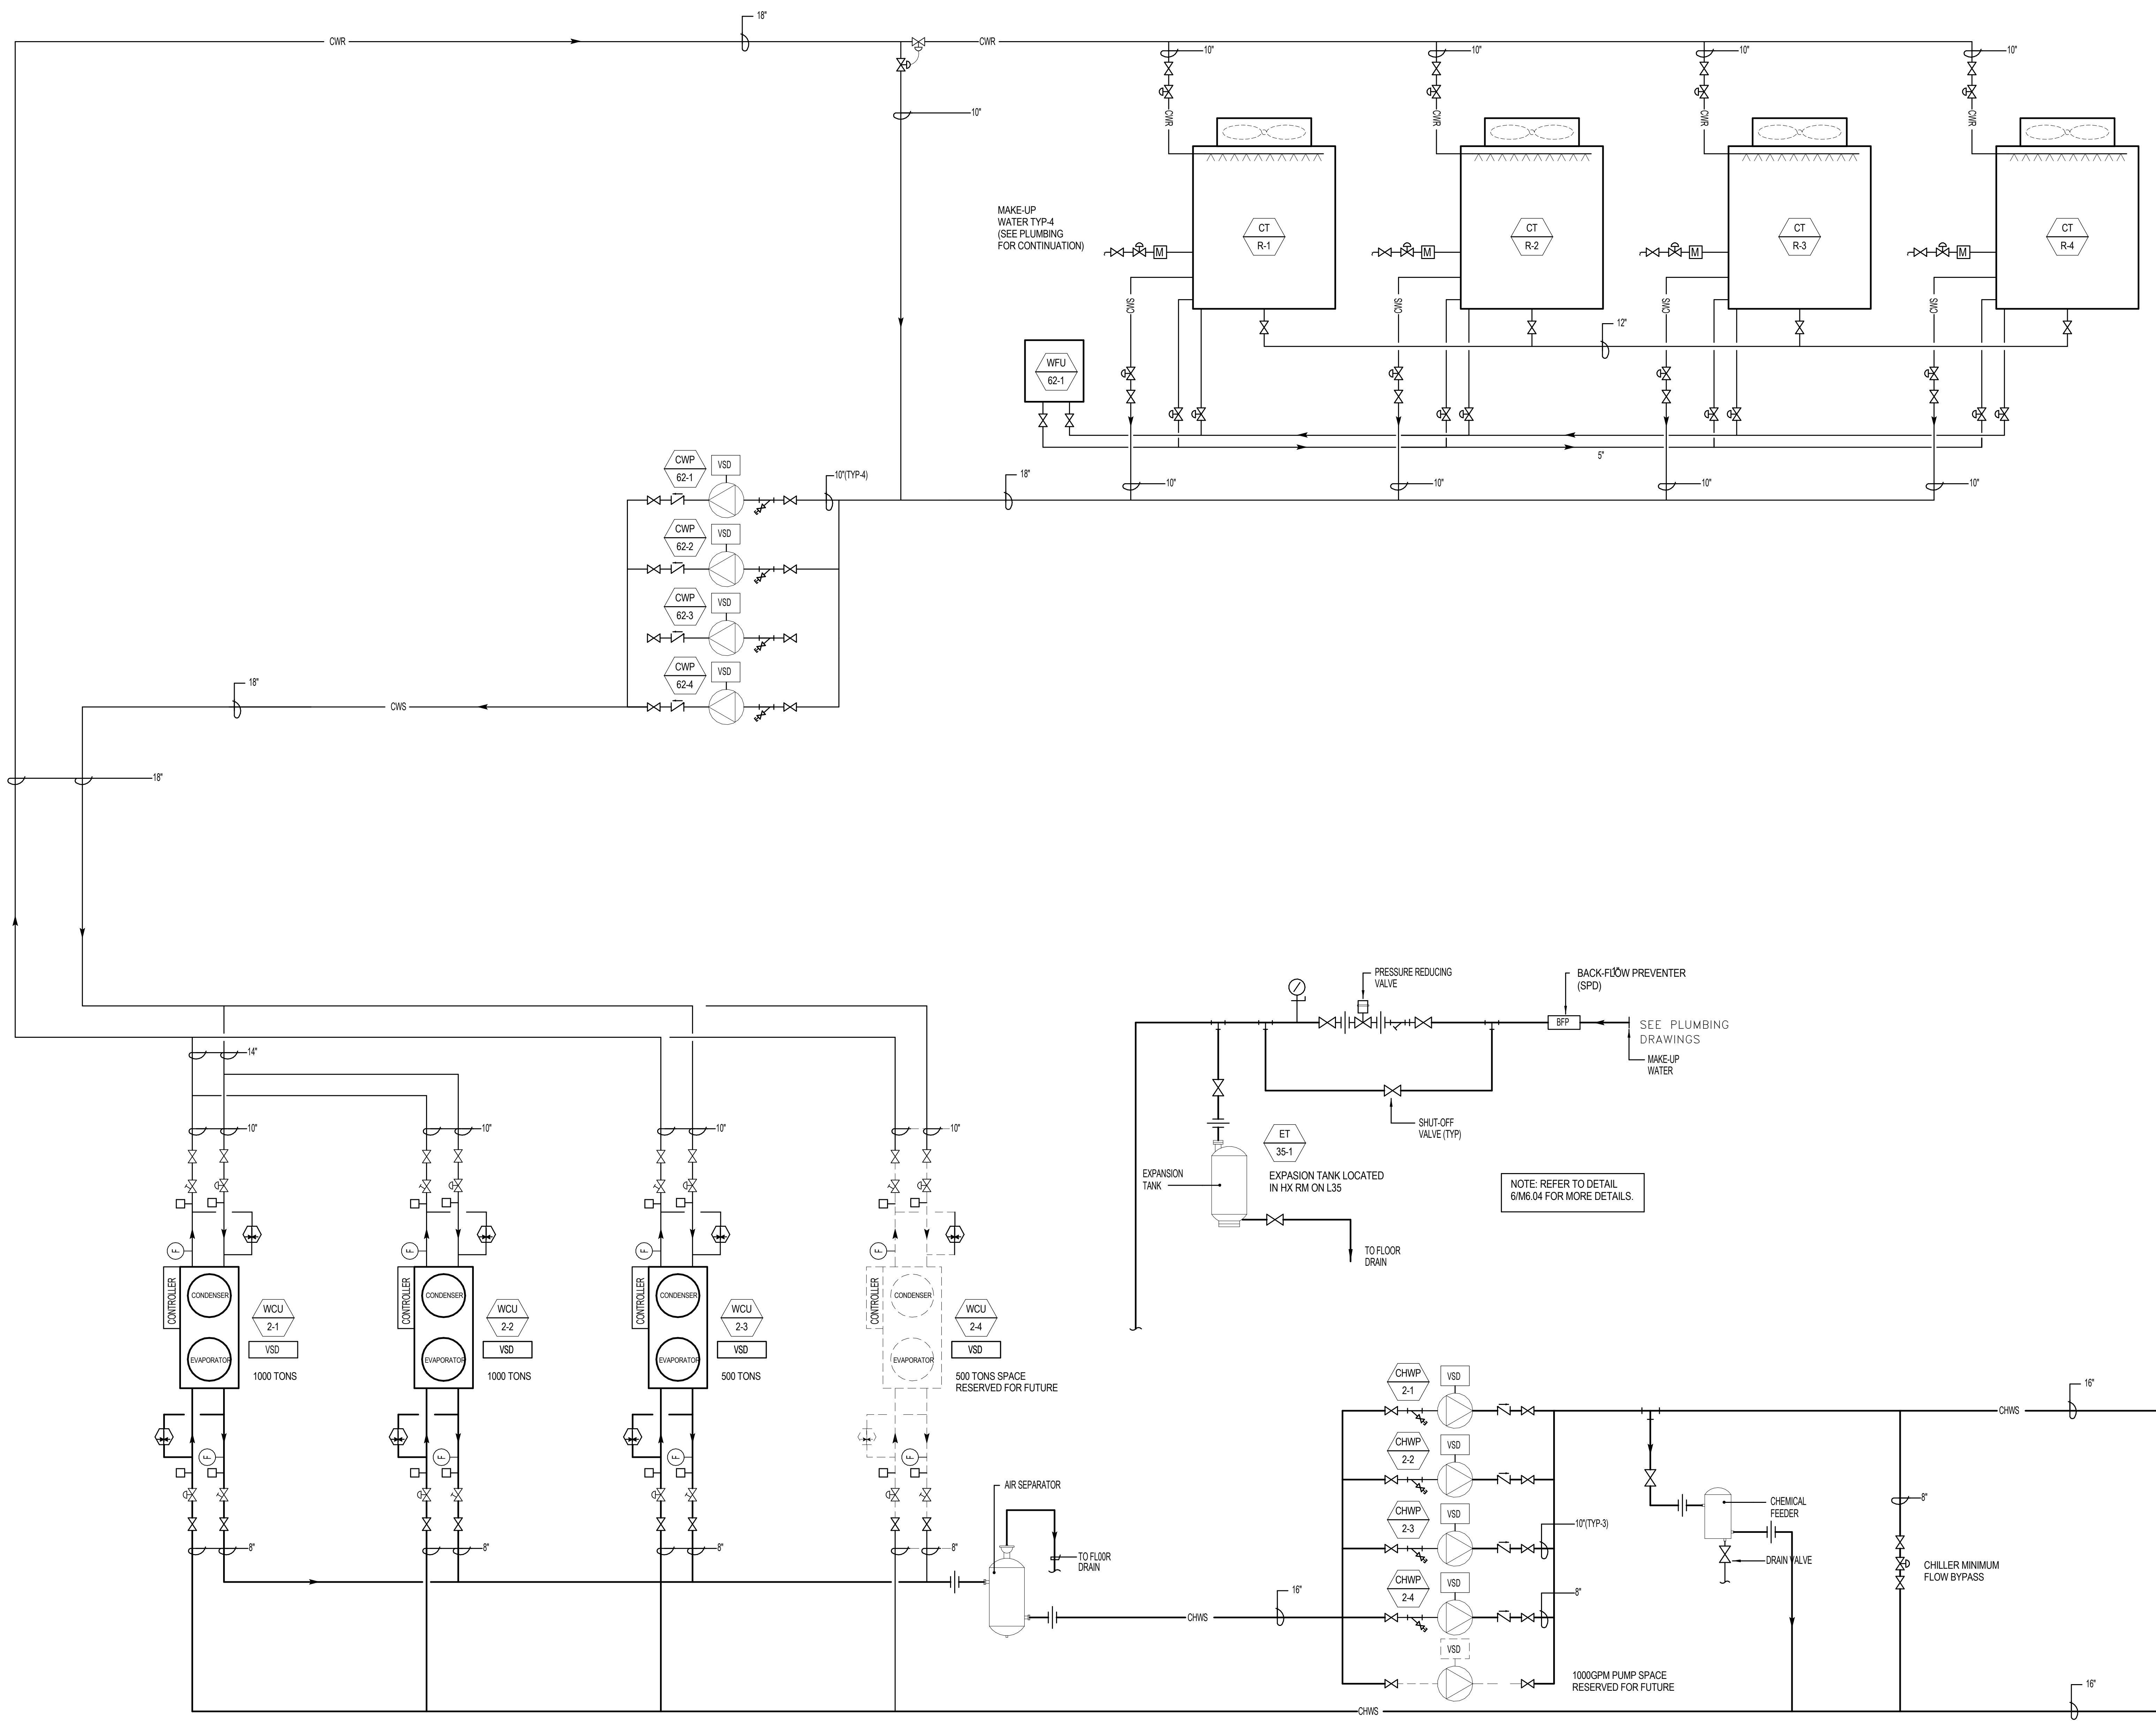 18"
CWR
CWR
10"
10"
10"
10"
10"
CWR
CWR
CWR
CWR
MAKE-UP
WATER TYP-4
(SEE PLUMBING
FOR CONTINUATION)
CT
R-1
CT
R-2
CT
R-3
CT
R-4
M
M
M
M
CWS
CWS
CWS
CWS
12"
WFU
62-1
5"
CWP
62-1
VSD
10"(TYP-4)
18"
10"
10"
10"
10"
CWP
62-2
VSD
CWP
62-3
VSD
CWP
62-4
VSD
18"
CWS
18"
PRESSURE REDUCING
VALVE
BACK-FLOW PREVENTER
(SPD)
1"
BFP
SEE PLUMBING
DRAWINGS
MAKE-UP
WATER
14"
SHUT-OFF
VALVE (TYP)
10"
10"
10"
10"
ET
35-1
EXPANSION
TANK
EXPASION TANK LOCATED
IN HX RM ON L35
NOTE: REFER TO DETAIL
6/M6.04 FOR MORE DETAILS.
TO FLOOR
DRAIN
F
F
F
F
CONTROLLER
CONDENSER
EVAPORATOR
WCU
2-1
VSD
1000 TONS
CONTROLLER
CONDENSER
EVAPORATOR
WCU
2-2
VSD
1000 TONS
CONTROLLER
CONDENSER
EVAPORATOR
WCU
2-3
VSD
500 TONS
CONTROLLER
CONDENSER
EVAPORATOR
WCU
2-4
VSD
500 TONS SPACE
RESERVED FOR FUTURE
F
F
F
F
8"
8"
8"
8"
AIR SEPARATOR
TO FLOOR
DRAIN
CHWS
16"
CHWP
2-1
VSD
CHWP
2-2
VSD
CHWP
2-3
VSD
10"(TYP-3)
CHWP
2-4
VSD
8"
VSD
1000GPM PUMP SPACE
RESERVED FOR FUTURE
CHWS
16"
CHEMICAL
FEEDER
DRAIN VALVE
8"
CHILLER MINIMUM
FLOW BYPASS
CHWS
16"